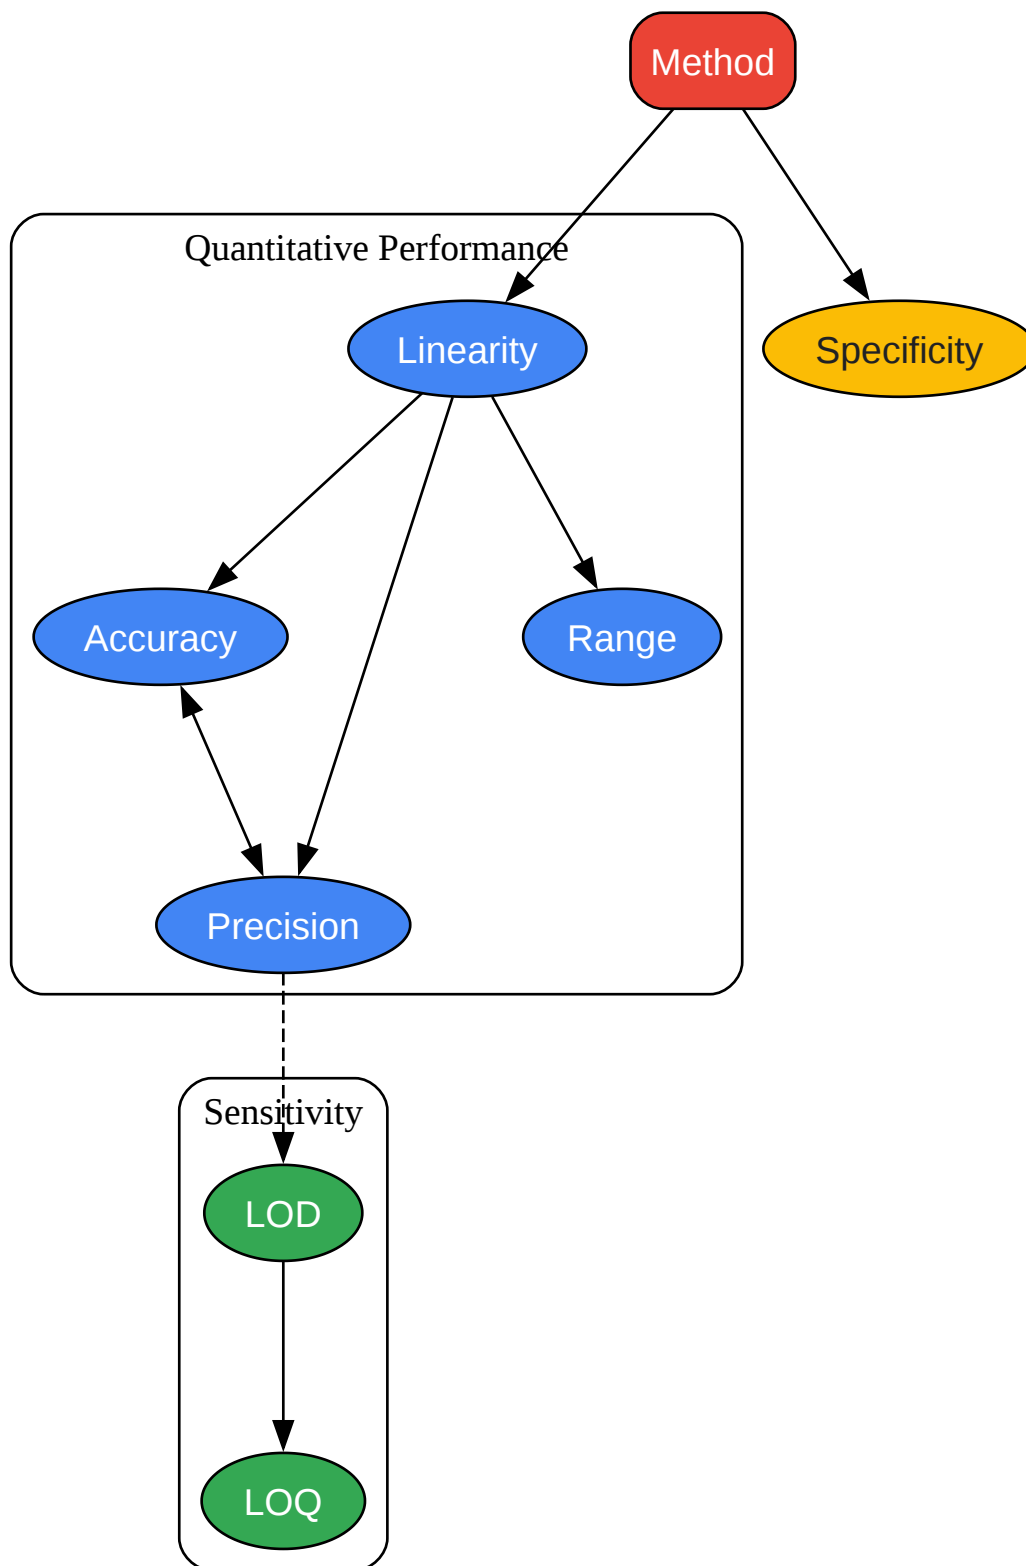 Method
Quantitative Performance
Linearity
Specificity
Accuracy
Range
Precision
Sensitivity
LOD
LOQ